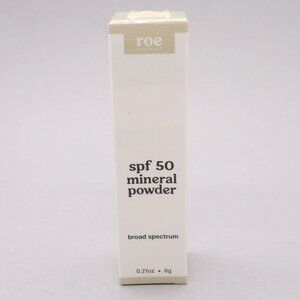 roe
spf 50
mineral
powder
broad spectrum
0.21oz • 6g